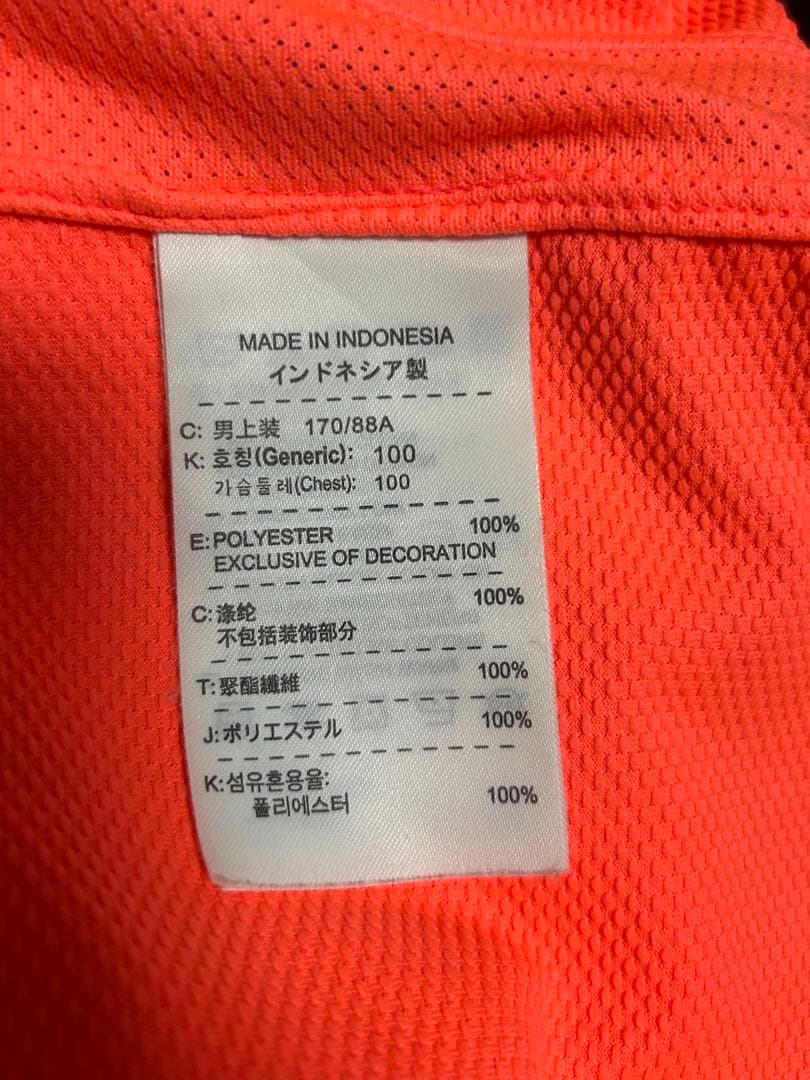 MADE IN INDONESIA
インドネシア製
C: 男上装 170/88A
K: 호칭(Generic): 100
가슴둘레(Chest): 100
E: POLYESTER 100%
EXCLUSIVE OF DECORATION
C: 涤纶 100%
不包括装饰部分
T: 聚酯纖維 100%
J: ポリエステル 100%
K: 섬유혼용율:
폴리에스터 100%